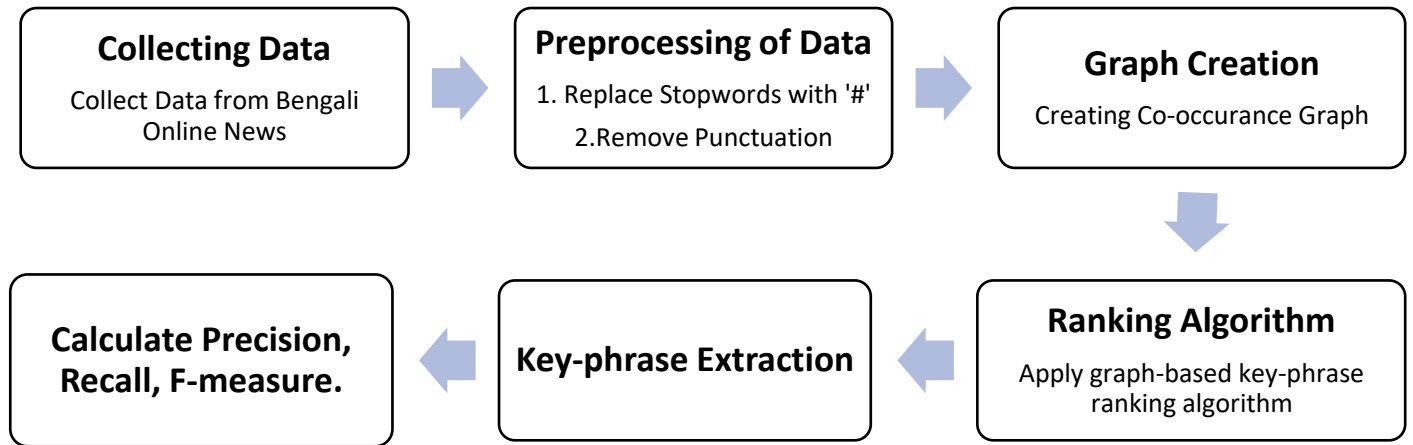 Collecting Data
Collect Data from Bengali
Online News
Preprocessing of Data
1. Replace Stopwords with '#'
2.Remove Punctuation
Graph Creation
Creating Co-occurance Graph
Ranking Algorithm
Apply graph-based key-phrase
ranking algorithm
Key-phrase Extraction
Calculate Precision,
Recall, F-measure.